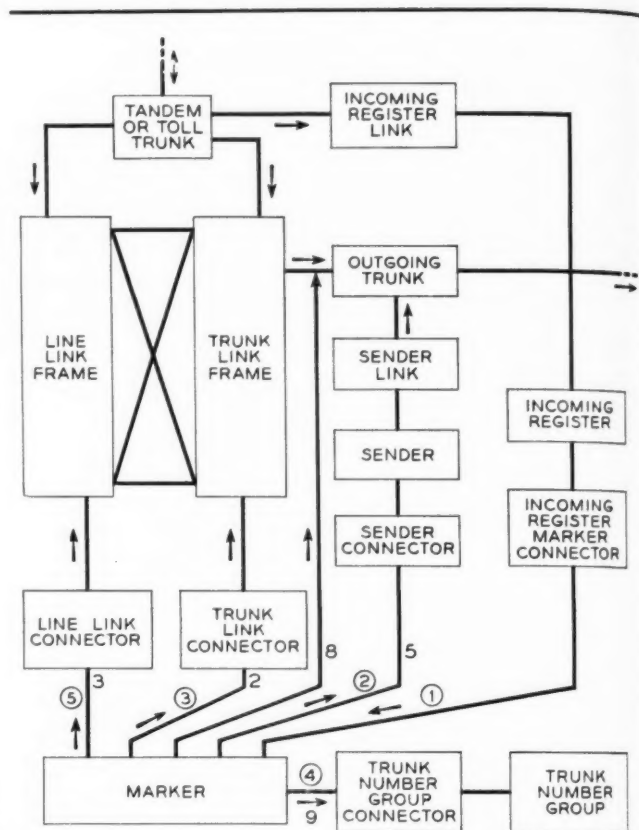 TANDEM
OR TOLL
TRUNK
INCOMING
REGISTER
LINK
LINE
LINK
FRAME
TRUNK
LINK
FRAME
OUTGOING
TRUNK
SENDER
LINK
SENDER
SENDER
CONNECTOR
INCOMING
REGISTER
INCOMING
REGISTER
MARKER
CONNECTOR
LINE LINK
CONNECTOR
TRUNK
LINK
CONNECTOR
8
5
⑤ 3
③ 2
②
①
MARKER
④
9
TRUNK
NUMBER
GROUP
CONNECTOR
TRUNK
NUMBER
GROUP